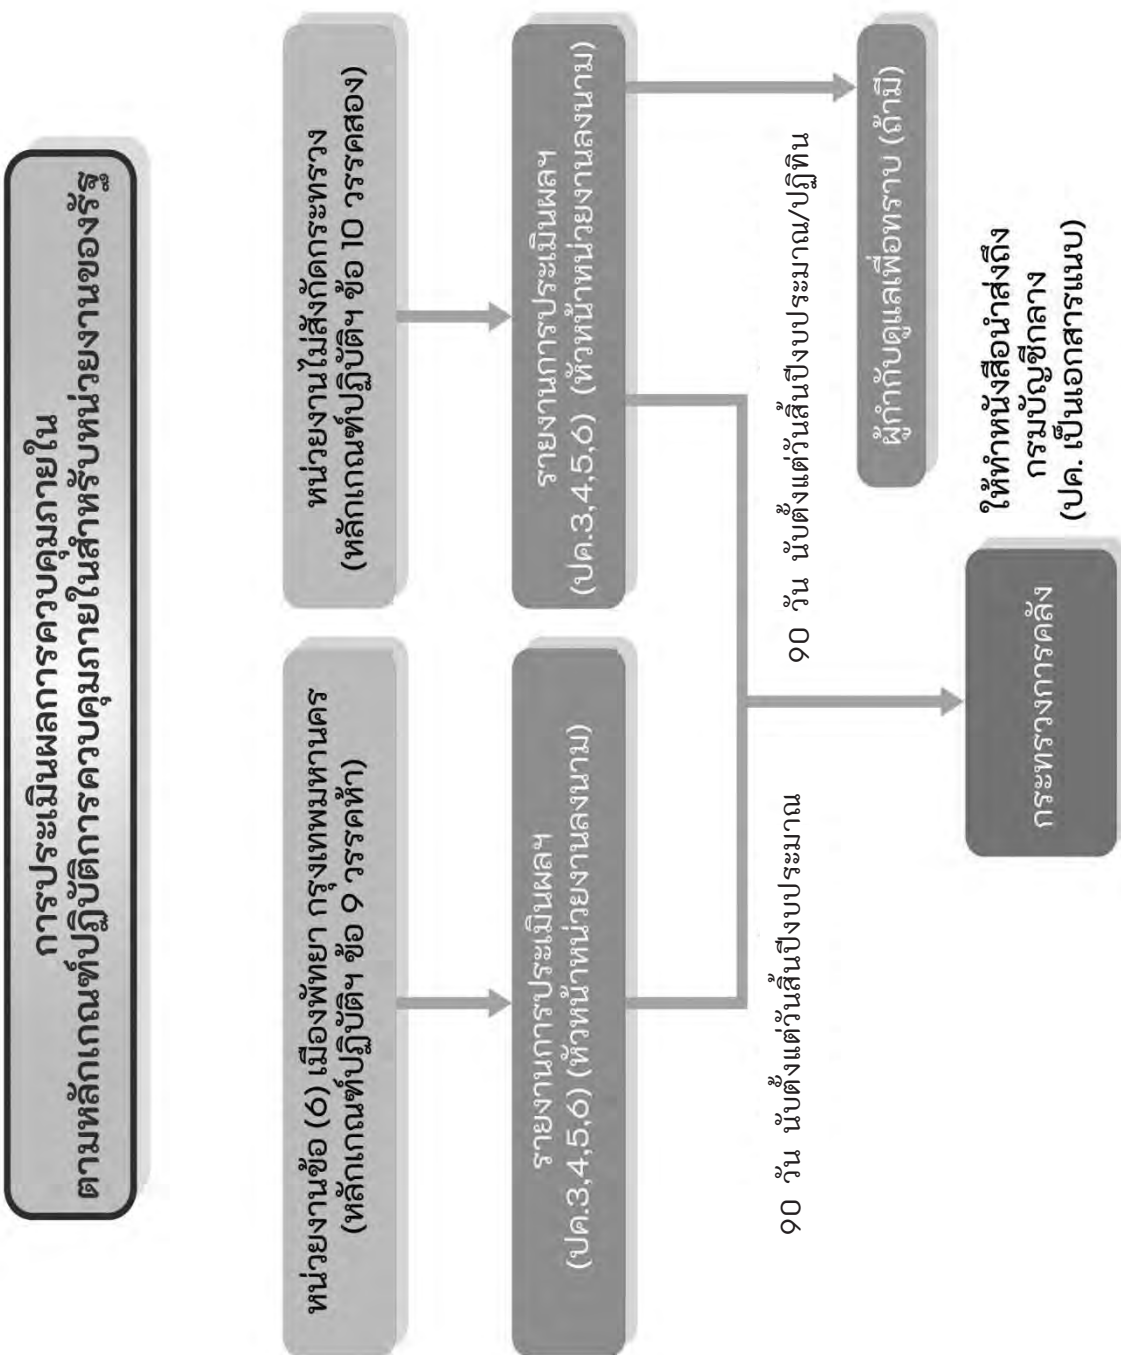 การประเมินผลการควบคุมภายใน
ตามหลักเกณฑ์ปฏิบัติการควบคุมภายในสำหรับหน่วยงานของรัฐ
หน่วยงานข้อ (6) เมืองพัทยา กรุงเทพมหานคร
(หลักเกณฑ์ปฏิบัติฯ ข้อ 9 วรรคห้า)
รายงานการประเมินผลฯ
(ปค.3,4,5,6) (หัวหน้าหน่วยงานลงนาม)
90 วัน นับตั้งแต่วันสิ้นปีงบประมาณ
หน่วยงานไม่สังกัดกระทรวง
(หลักเกณฑ์ปฏิบัติฯ ข้อ 10 วรรคสอง)
รายงานการประเมินผลฯ
(ปค.3,4,5,6) (หัวหน้าหน่วยงานลงนาม)
90 วัน นับตั้งแต่วันสิ้นปีงบประมาณ/ปฏิทิน
ผู้กำกับดูแลเพื่อทราบ (ถ้ามี)
กระทรวงการคลัง
ให้ทำหนังสือนำส่งถึง
กรมบัญชีกลาง
(ปค. เป็นเอกสารแนบ)